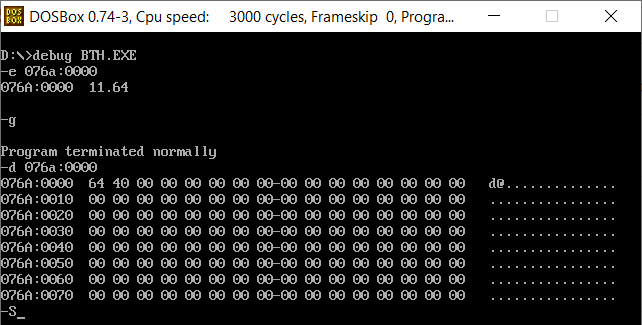 DOSBox 0.74-3, Cpu speed:    3000 cycles, Frameskip  0, Progra...
D:\>debug BTH.EXE
-e 076a:0000
076A:0000  11.64
-g
Program terminated normally
-d 076a:0000
076A:0000  64 40 00 00 00 00 00 00-00 00 00 00 00 00 00 00   d@..............
076A:0010  00 00 00 00 00 00 00 00-00 00 00 00 00 00 00 00   ................
076A:0020  00 00 00 00 00 00 00 00-00 00 00 00 00 00 00 00   ................
076A:0030  00 00 00 00 00 00 00 00-00 00 00 00 00 00 00 00   ................
076A:0040  00 00 00 00 00 00 00 00-00 00 00 00 00 00 00 00   ................
076A:0050  00 00 00 00 00 00 00 00-00 00 00 00 00 00 00 00   ................
076A:0060  00 00 00 00 00 00 00 00-00 00 00 00 00 00 00 00   ................
076A:0070  00 00 00 00 00 00 00 00-00 00 00 00 00 00 00 00   ................
-S_